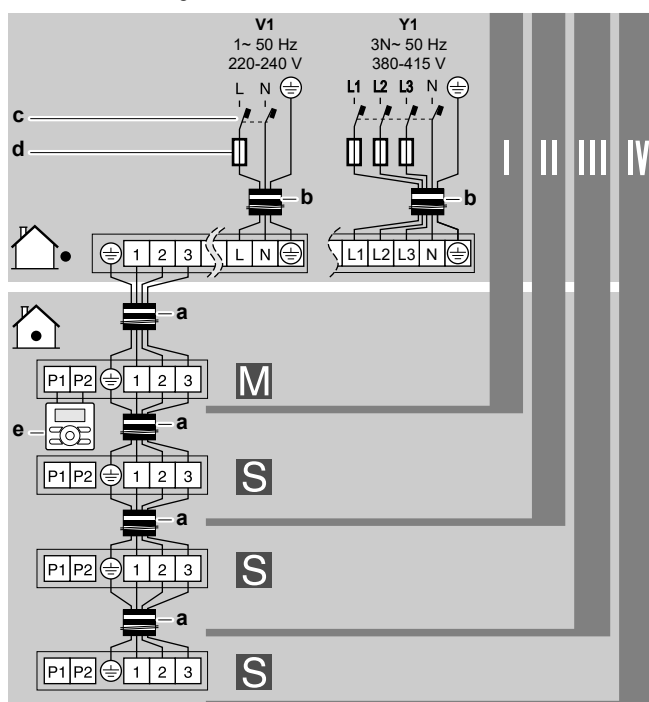 V1 Y1
1~ 50 Hz 3N~ 50 Hz
220-240 V 380-415 V
L N L1 L2 L3 N
c
d
I II III IV
b b
1 2 3 L N L1 L2 L3 N
a
P1 P2 1 2 3 M
e a
P1 P2 1 2 3 S
a
P1 P2 1 2 3 S
a
P1 P2 1 2 3 S